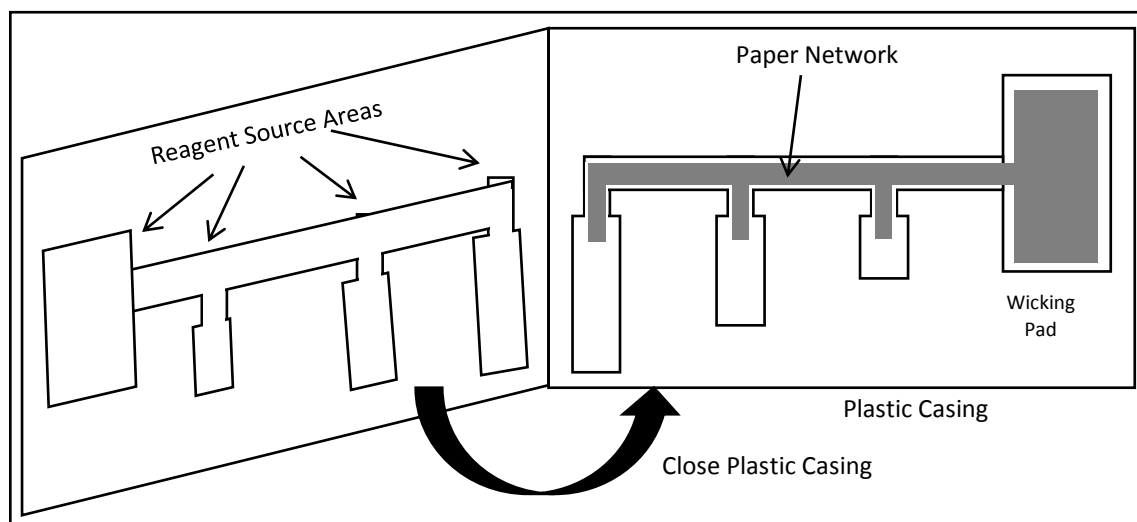 Paper Network
Reagent Source Areas
Wicking
Pad
Plastic Casing
Close Plastic Casing